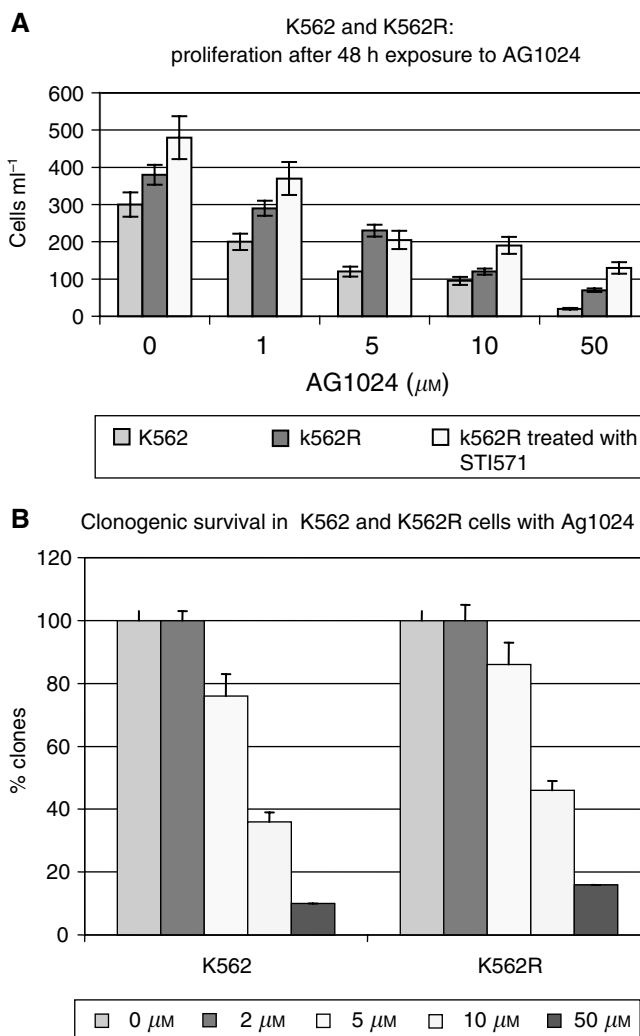 A
K562 and K562R:
proliferation after 48 h exposure to AG1024
600
500
400
300
200
100
0
Cells ml⁻¹
0 1 5 10 50
AG1024 (μM)
K562 k562R k562R treated with
STI571
B
Clonogenic survival in K562 and K562R cells with Ag1024
120
100
80
60
40
20
0
% clones
K562 K562R
0 μM 2 μM 5 μM 10 μM 50 μM